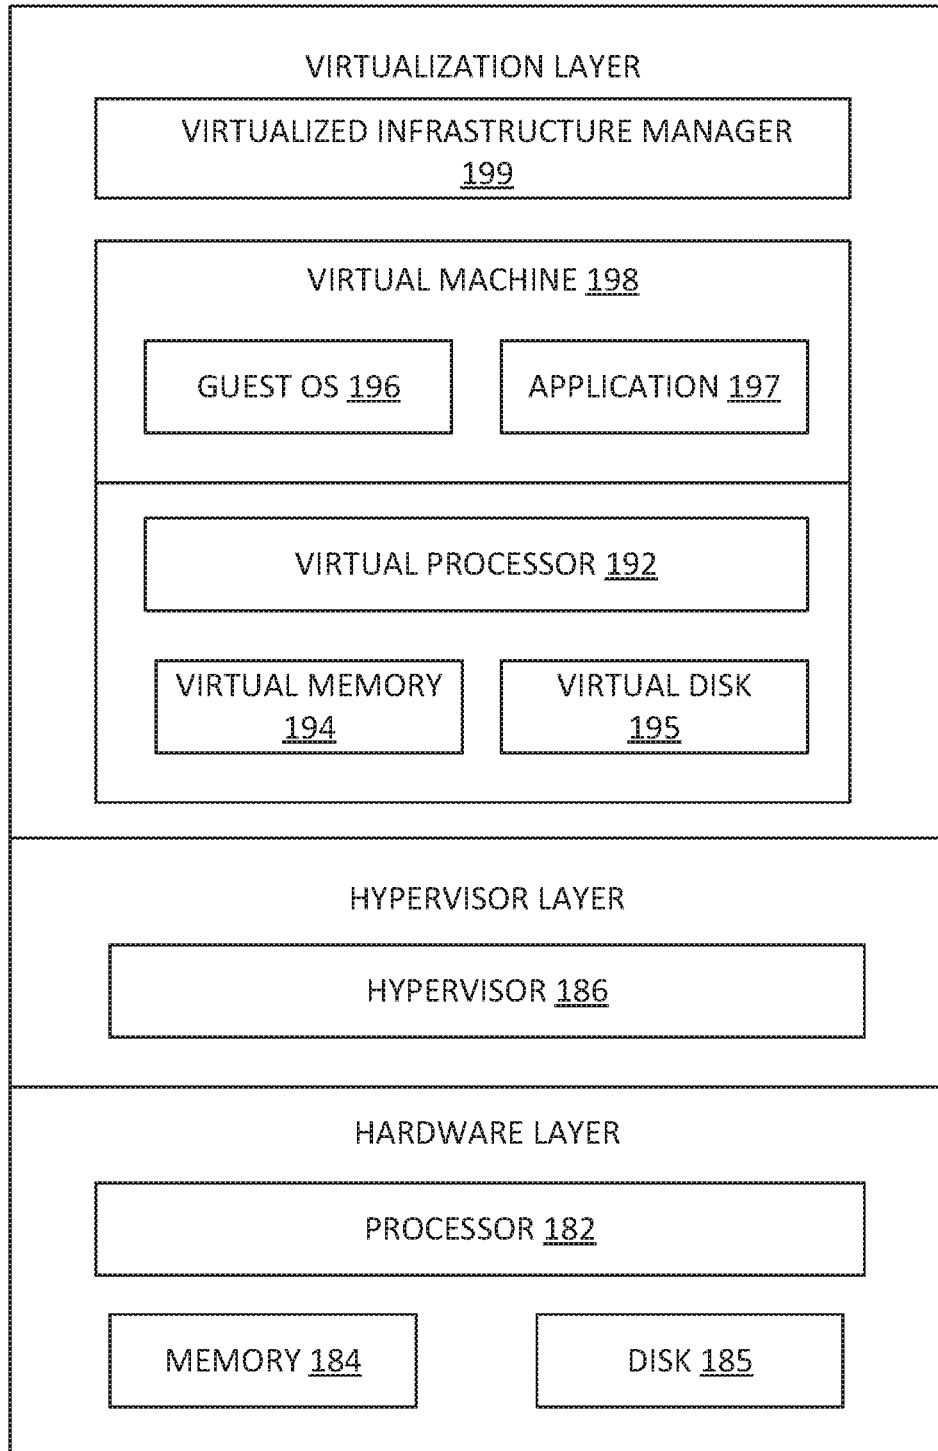 VIRTUALIZATION LAYER
VIRTUALIZED INFRASTRUCTURE MANAGER
199
VIRTUAL MACHINE 198
GUEST OS 196
APPLICATION 197
VIRTUAL PROCESSOR 192
VIRTUAL MEMORY
194
VIRTUAL DISK
195
HYPERVISOR LAYER
HYPERVISOR 186
HARDWARE LAYER
PROCESSOR 182
MEMORY 184
DISK 185